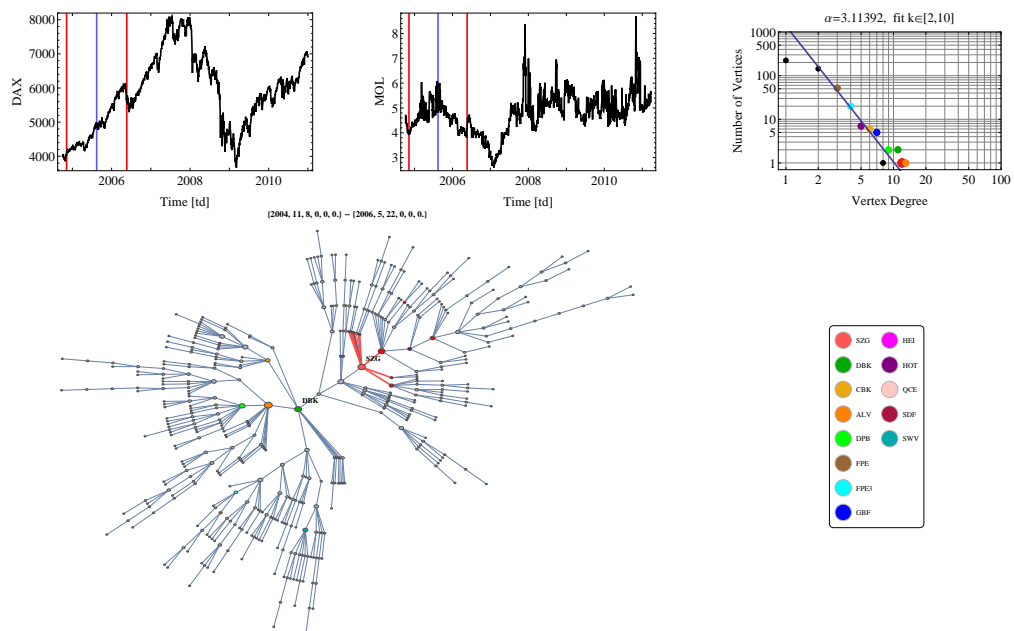 α=3.11392, fit k∈[2,10]
DAX
8000
7000
6000
5000
4000
2006
2008
2010
Time [td]
MOL
8
7
6
5
4
3
2006
2008
2010
Time [td]
Number of Vertices
1000
500
100
50
10
5
1
1
2
5
10
20
50
100
Vertex Degree
{2004, 11, 8, 0, 0, 0.} – {2006, 5, 22, 0, 0, 0.}
SZG
DBK
SZG
HEI
DBK
HOT
CBK
QCE
ALV
SDF
DPB
SWV
FPE
FPE3
GBF